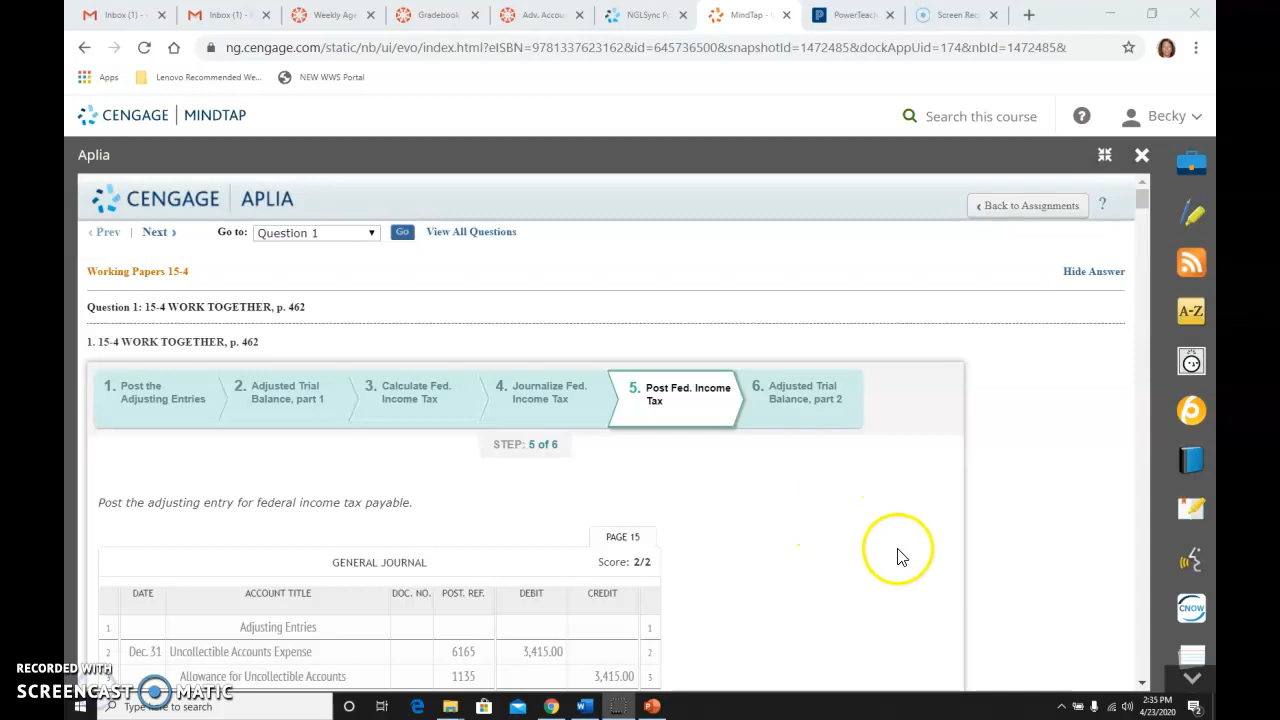 Inbox (1) -
Inbox (1) - E
Weekly Age
Gradebook
Adv. Accou
NGLSync P
MindTap -
PowerTeach
Screen Rec
ng.cengage.com/static/nb/ui/evo/index.html?eISBN=9781337623162&id=645736500&snapshotId=1472485&dockAppUid=174&nbId=1472485&
Apps
Lenovo Recommended We...
NEW WWS Portal
CENGAGE | MINDTAP
Search this course
?
Becky
Aplia
CENGAGE | APLIA
‹ Back to Assignments
?
‹ Prev | Next ›
Go to: Question 1
Go
View All Questions
Working Papers 15-4
Hide Answer
Question 1: 15-4 WORK TOGETHER, p. 462
1. 15-4 WORK TOGETHER, p. 462
1. Post the Adjusting Entries
2. Adjusted Trial Balance, part 1
3. Calculate Fed. Income Tax
4. Journalize Fed. Income Tax
5. Post Fed. Income Tax
6. Adjusted Trial Balance, part 2
STEP: 5 of 6
Post the adjusting entry for federal income tax payable.
PAGE 15
GENERAL JOURNAL
Score: 2/2
DATE ACCOUNT TITLE DOC. NO. POST. REF. DEBIT CREDIT
1 Adjusting Entries 1
2 Dec. 31 Uncollectible Accounts Expense 6165 3,415.00 2
3 Allowance for Uncollectible Accounts 1135 3,415.00 3
A-Z
CNOW
RECORDED WITH
SCREENCAST MATIC
Type here to search
2:35 PM
4/23/2020
2